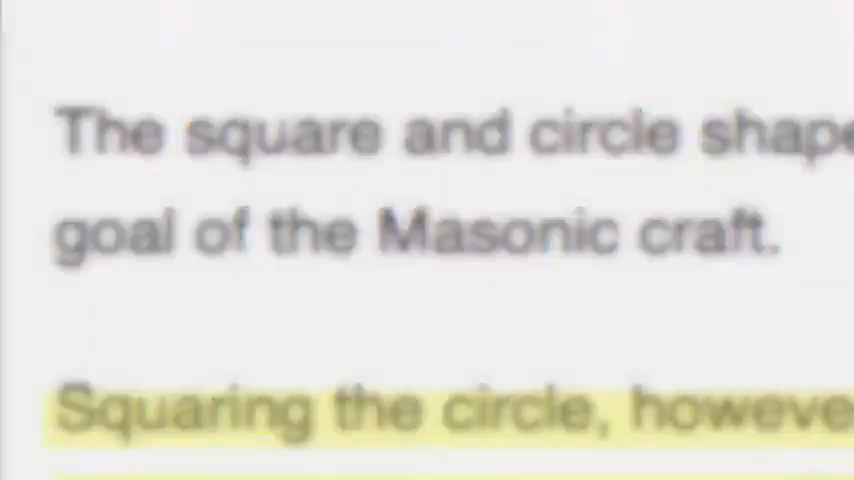 The square and circle shape
goal of the Masonic craft.
Squaring the circle, howeve